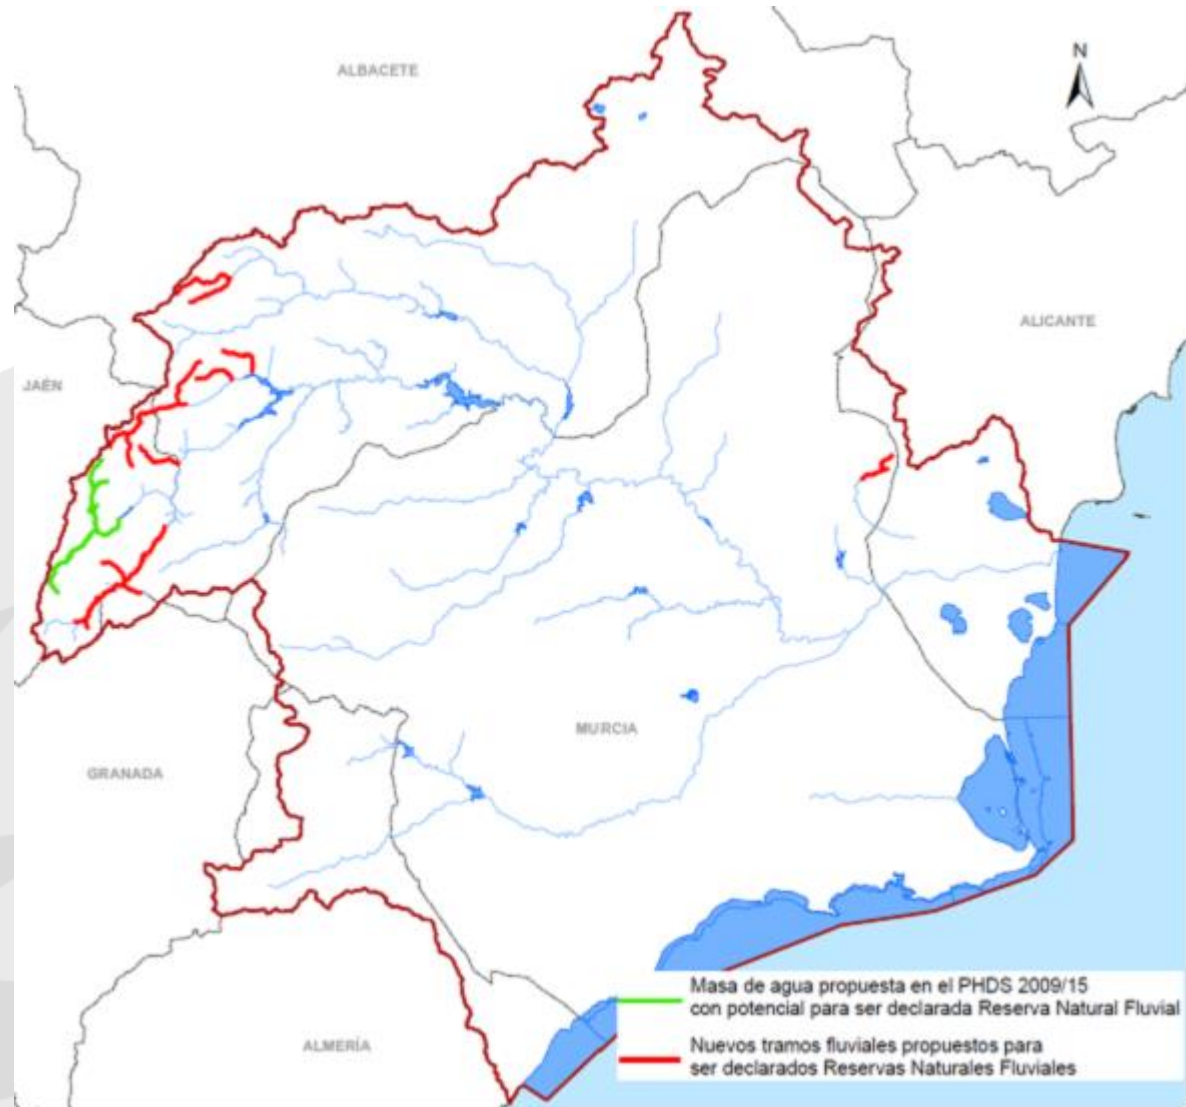 N
ALBACETE
ALICANTE
JAÉN
MURCIA
GRANADA
Masa de agua propuesta en el PHDS 2009/15
con potencial para ser declarada Reserva Natural Fluvial
Nuevos tramos fluviales propuestos para
ser declarados Reservas Naturales Fluviales
ALMERÍA